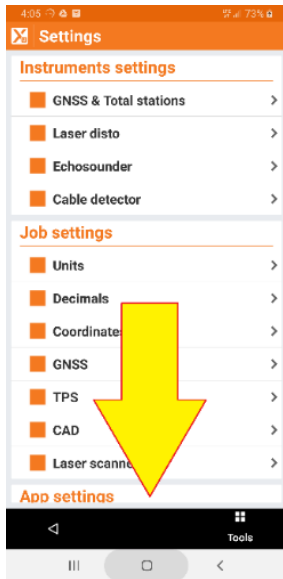 4:05 73%
Settings
Instruments settings
GNSS & Total stations
Laser disto
Echosounder
Cable detector
Job settings
Units
Decimals
Coordinate
GNSS
TPS
CAD
Laser scanne
App settings
Tools